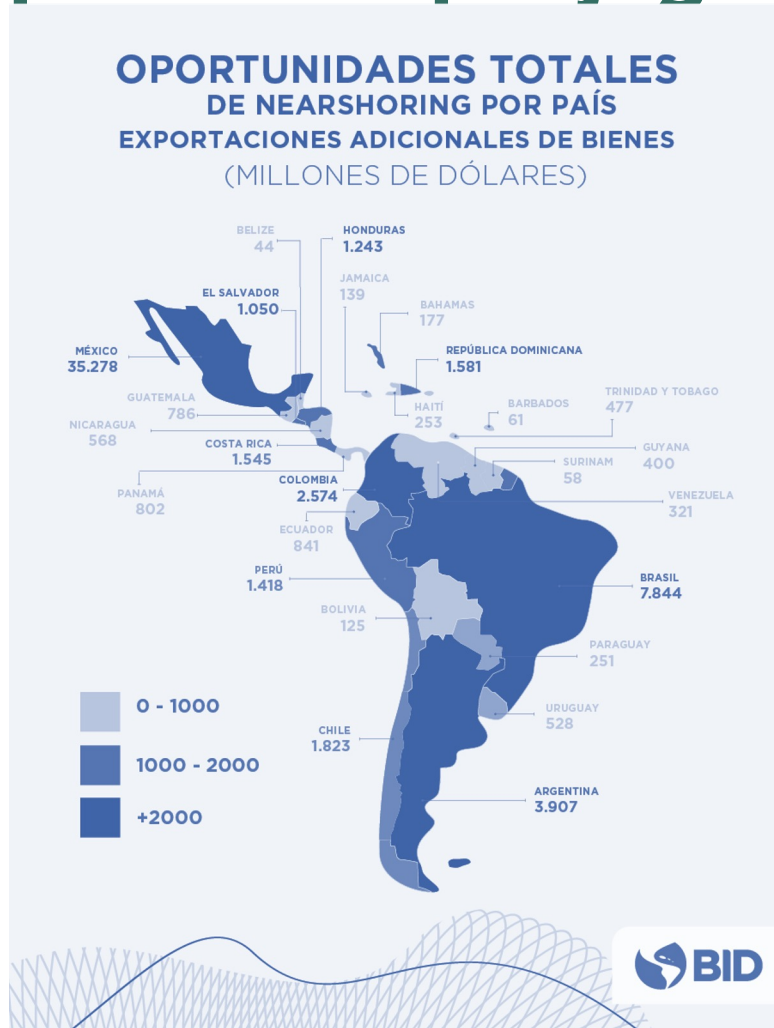 OPORTUNIDADES TOTALES
DE NEARSHORING POR PAÍS
EXPORTACIONES ADICIONALES DE BIENES
(MILLONES DE DÓLARES)
BELIZE
44
HONDURAS
1.243
JAMAICA
139
EL SALVADOR
1.050
BAHAMAS
177
MÉXICO
35.278
REPÚBLICA DOMINICANA
1.581
GUATEMALA
786
HAITÍ
253
BARBADOS
61
TRINIDAD Y TOBAGO
477
NICARAGUA
568
COSTA RICA
1.545
GUYANA
400
SURINAM
58
PANAMÁ
802
COLOMBIA
2.574
VENEZUELA
321
ECUADOR
841
PERÚ
1.418
BRASIL
7.844
BOLIVIA
125
PARAGUAY
251
URUGUAY
528
CHILE
1.823
ARGENTINA
3.907
0 - 1000
1000 - 2000
+2000
BID